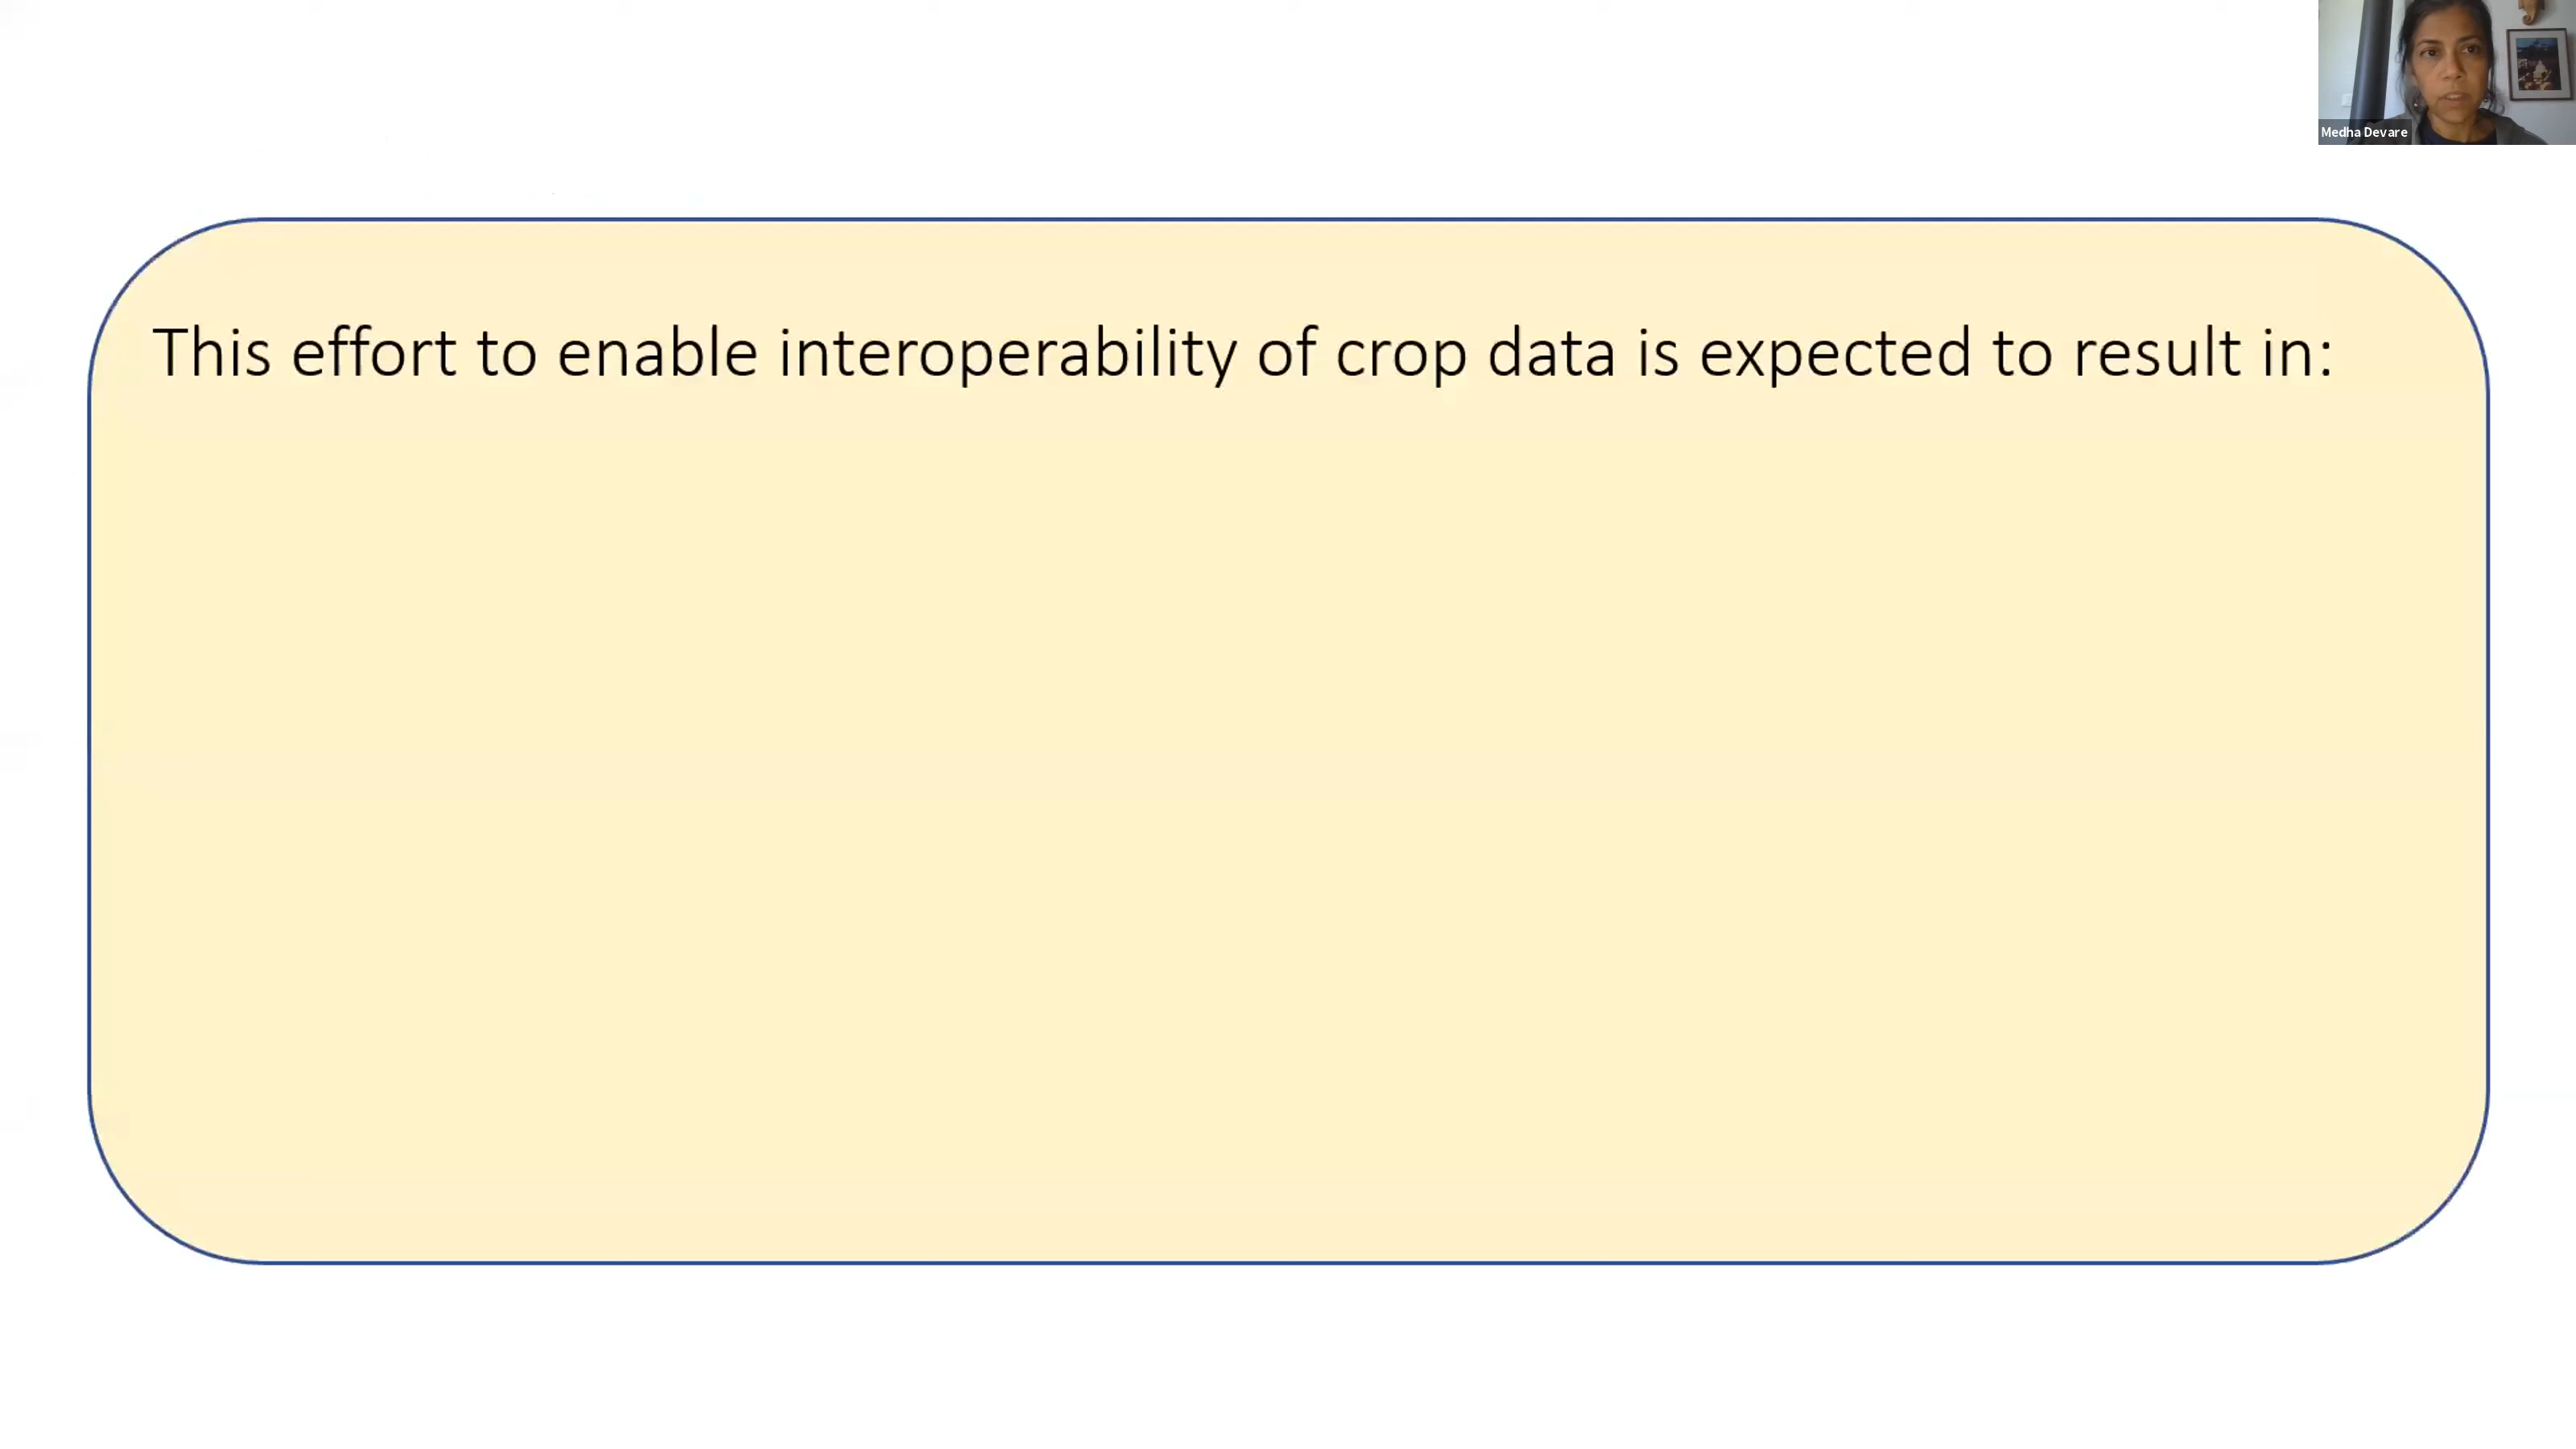 Medha Devare
This effort to enable interoperability of crop data is expected to result in: